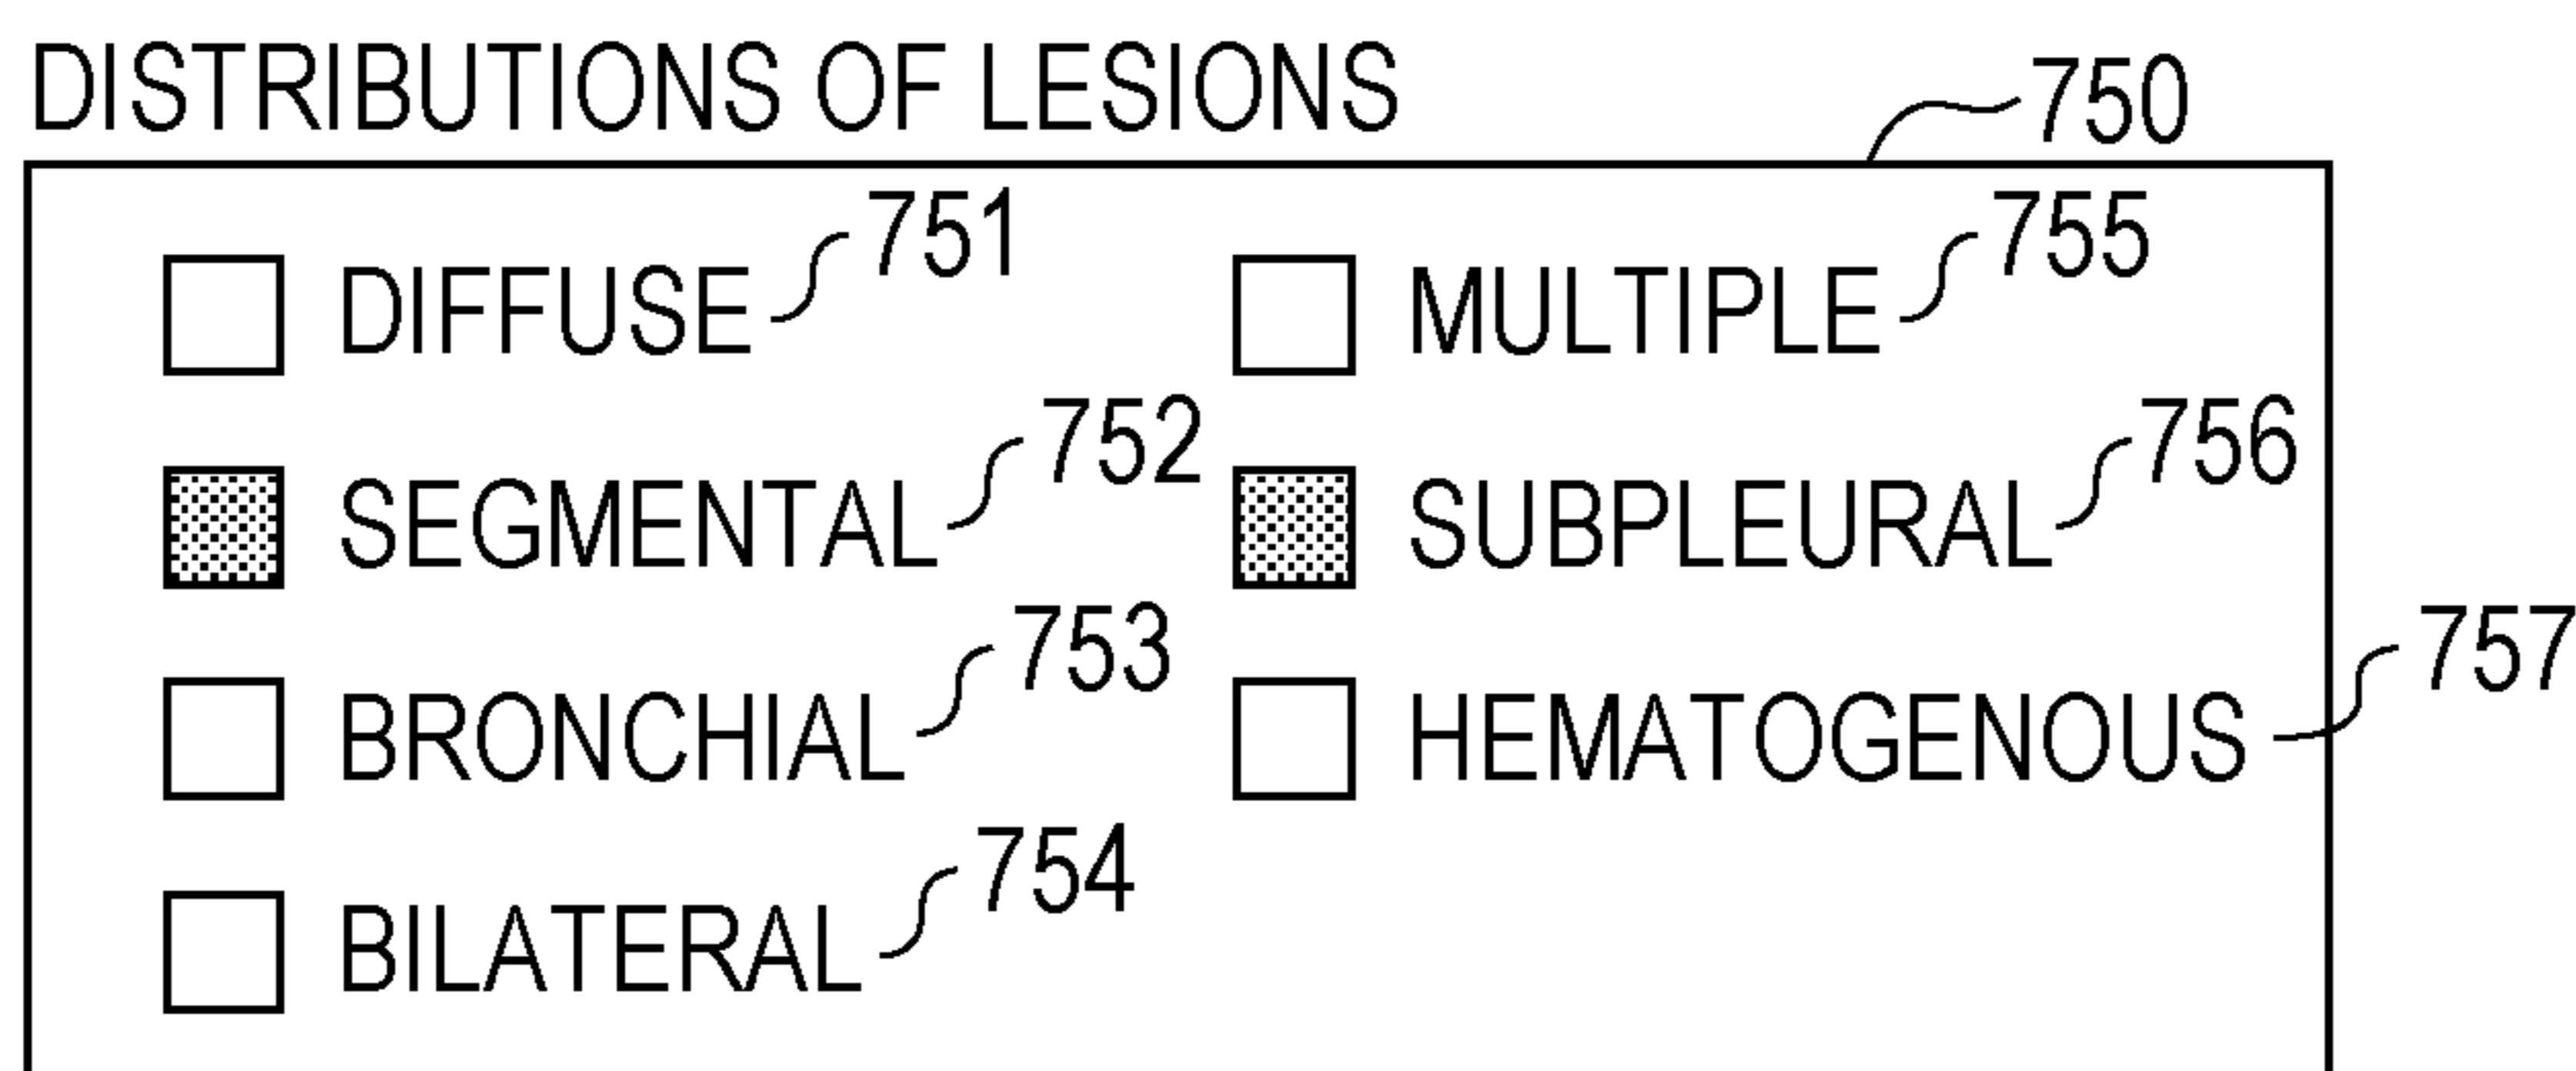 DISTRIBUTIONS OF LESIONS
750
DIFFUSE 751 MULTIPLE 755
SEGMENTAL 752 SUBPLEURAL 756
BRONCHIAL 753 HEMATOGENOUS 757
BILATERAL 754